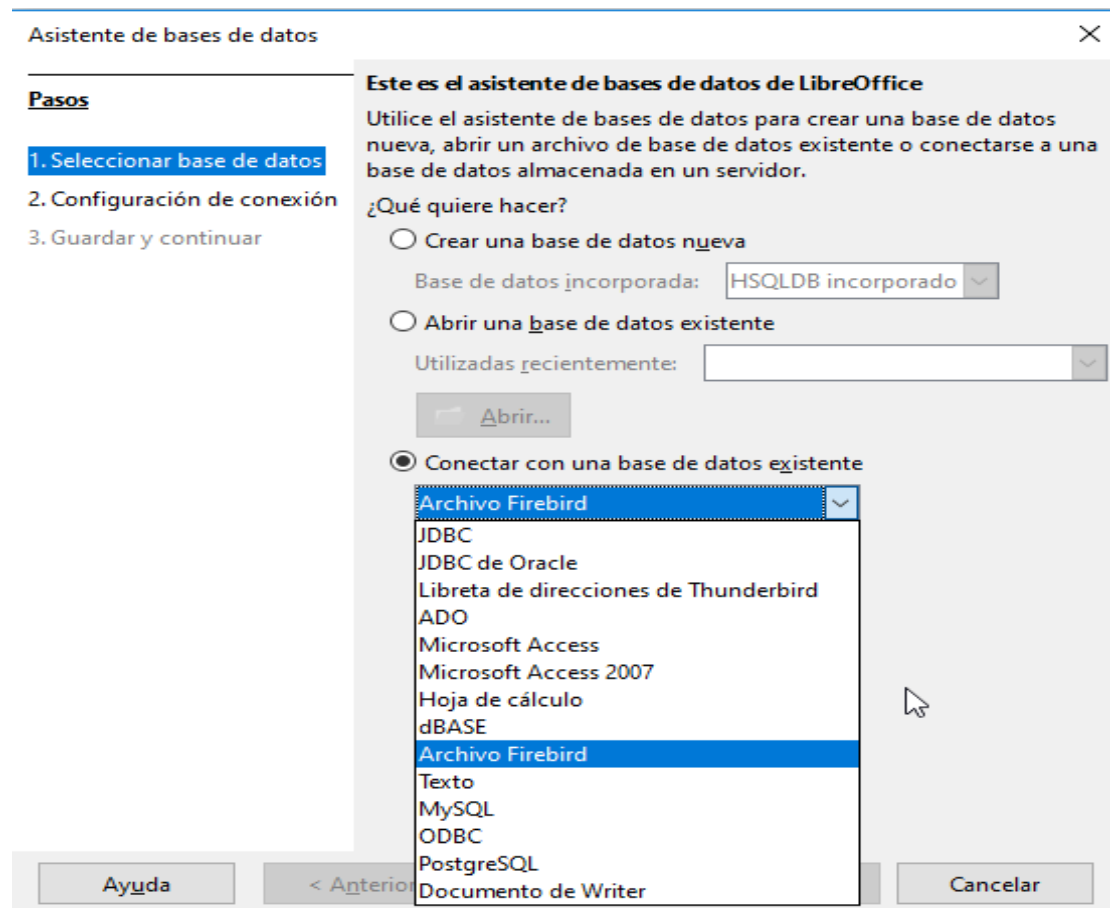 Asistente de bases de datos
Pasos
1. Seleccionar base de datos
2. Configuración de conexión
3. Guardar y continuar
Este es el asistente de bases de datos de LibreOffice
Utilice el asistente de bases de datos para crear una base de datos
nueva, abrir un archivo de base de datos existente o conectarse a una
base de datos almacenada en un servidor.
¿Qué quiere hacer?
Crear una base de datos nueva
Base de datos incorporada: HSQLDB incorporado
Abrir una base de datos existente
Utilizadas recientemente:
Abrir...
Conectar con una base de datos existente
Archivo Firebird
JDBC
JDBC de Oracle
Libreta de direcciones de Thunderbird
ADO
Microsoft Access
Microsoft Access 2007
Hoja de cálculo
dBASE
Archivo Firebird
Texto
MySQL
ODBC
PostgreSQL
Documento de Writer
Ayuda < Anterior Cancelar